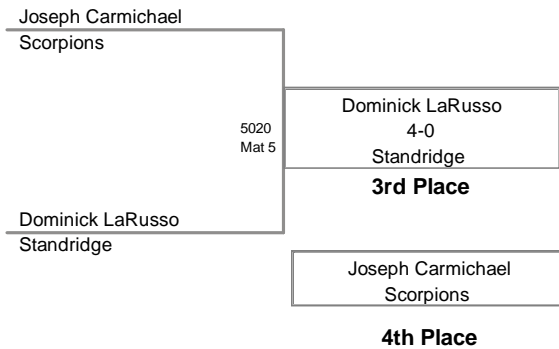 Joseph Carmichael
Scorpions
5020
Mat 5
Dominick LaRusso
4-0
Standridge
3rd Place
Dominick LaRusso
Standridge
Joseph Carmichael
Scorpions
4th Place